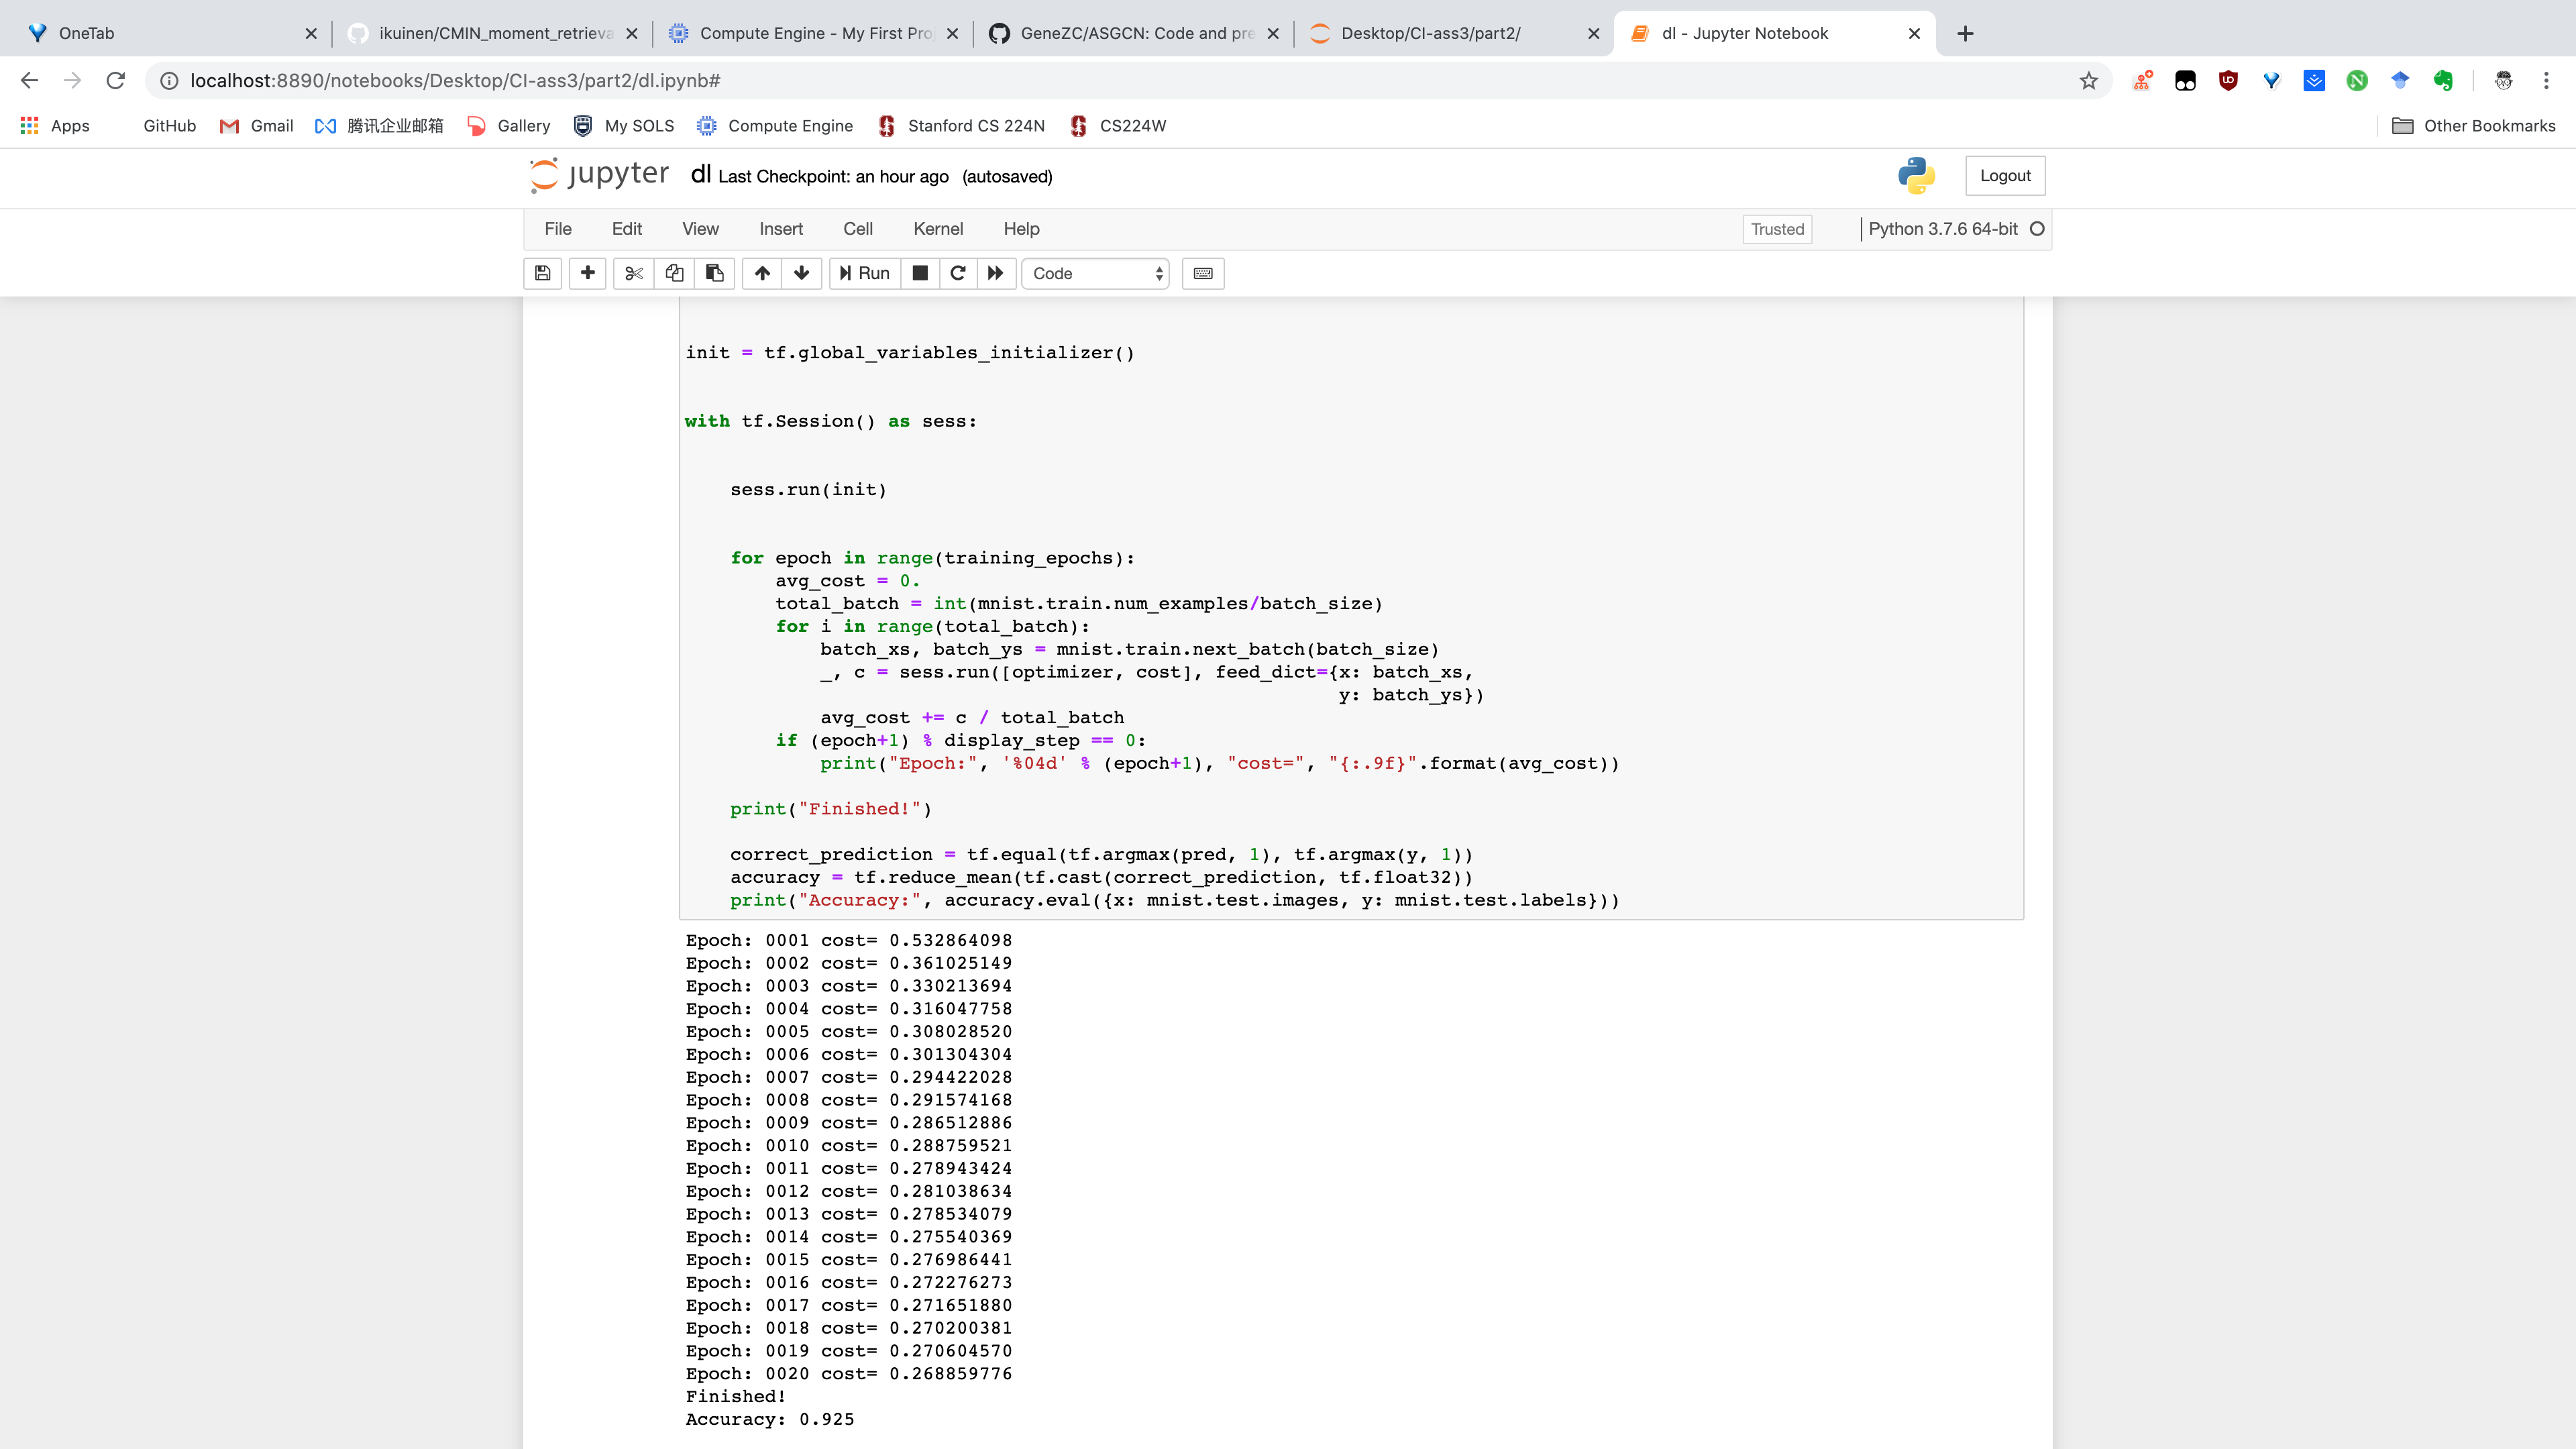 OneTab
ikuinen/CMIN_moment_retrieva
Compute Engine - My First Pro
GeneZC/ASGCN: Code and pre
Desktop/CI-ass3/part2/
dl - Jupyter Notebook
localhost:8890/notebooks/Desktop/CI-ass3/part2/dl.ipynb#
Apps
GitHub
Gmail
腾讯企业邮箱
Gallery
My SOLS
Compute Engine
Stanford CS 224N
CS224W
Other Bookmarks
jupyter
dl Last Checkpoint: an hour ago (autosaved)
Logout
File
Edit
View
Insert
Cell
Kernel
Help
Trusted
Python 3.7.6 64-bit
Run
Code
init = tf.global_variables_initializer()
with tf.Session() as sess:
    sess.run(init)
    for epoch in range(training_epochs):
        avg_cost = 0.
        total_batch = int(mnist.train.num_examples/batch_size)
        for i in range(total_batch):
            batch_xs, batch_ys = mnist.train.next_batch(batch_size)
            _, c = sess.run([optimizer, cost], feed_dict={x: batch_xs,
                                                          y: batch_ys})
            avg_cost += c / total_batch
        if (epoch+1) % display_step == 0:
            print("Epoch:", '%04d' % (epoch+1), "cost=", "{:.9f}".format(avg_cost))
    print("Finished!")
    correct_prediction = tf.equal(tf.argmax(pred, 1), tf.argmax(y, 1))
    accuracy = tf.reduce_mean(tf.cast(correct_prediction, tf.float32))
    print("Accuracy:", accuracy.eval({x: mnist.test.images, y: mnist.test.labels}))
Epoch: 0001 cost= 0.532864098
Epoch: 0002 cost= 0.361025149
Epoch: 0003 cost= 0.330213694
Epoch: 0004 cost= 0.316047758
Epoch: 0005 cost= 0.308028520
Epoch: 0006 cost= 0.301304304
Epoch: 0007 cost= 0.294422028
Epoch: 0008 cost= 0.291574168
Epoch: 0009 cost= 0.286512886
Epoch: 0010 cost= 0.288759521
Epoch: 0011 cost= 0.278943424
Epoch: 0012 cost= 0.281038634
Epoch: 0013 cost= 0.278534079
Epoch: 0014 cost= 0.275540369
Epoch: 0015 cost= 0.276986441
Epoch: 0016 cost= 0.272276273
Epoch: 0017 cost= 0.271651880
Epoch: 0018 cost= 0.270200381
Epoch: 0019 cost= 0.270604570
Epoch: 0020 cost= 0.268859776
Finished!
Accuracy: 0.925